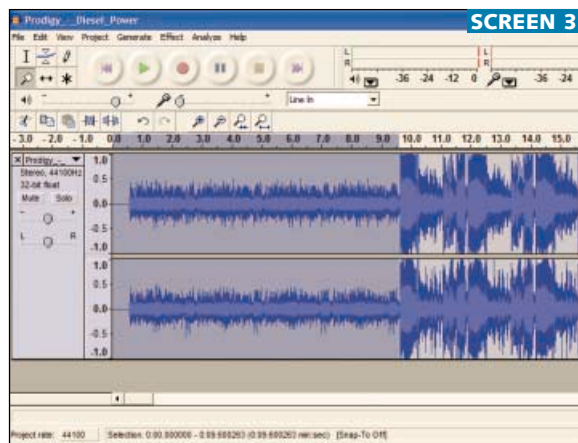 Prodigy_-_Diesel_Power
SCREEN 3
File Edit View Project Generate Effect Analyze Help
L
R
-36 -24 -12 0
L
R
-36 -24
Line In
-3.0 -2.0 -1.0 0.0 1.0 2.0 3.0 4.0 5.0 6.0 7.0 8.0 9.0 10.0 11.0 12.0 13.0 14.0 15.0
Prodigy_-_
Stereo, 44100Hz
32-bit float
Mute Solo
- +
L R
1.0
0.5
0.0
-0.5
-1.0
1.0
0.5
0.0
-0.5
-1.0
Project rate: 44100 Selection: 0:00.000000 - 0:09.600263 (0:09.600263 min:sec) [Snap-To Off]